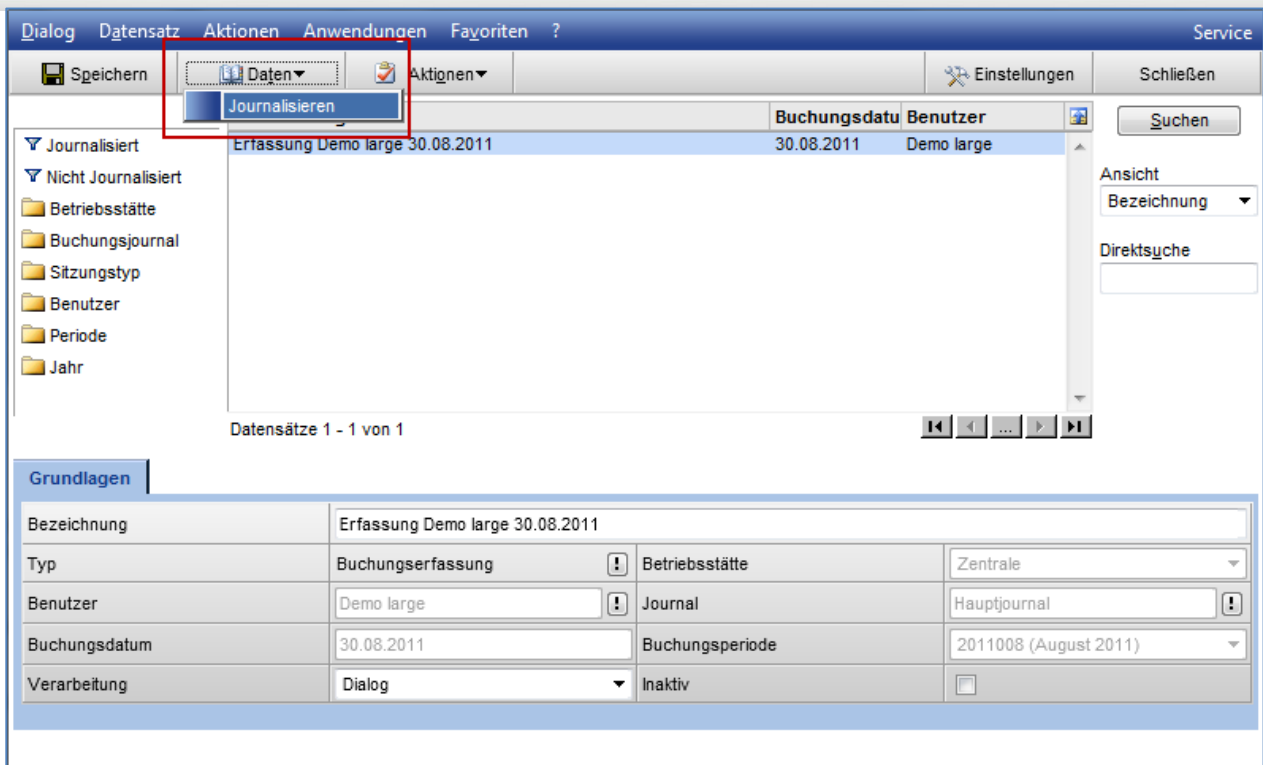 Dialog Datensatz Aktionen Anwendungen Favoriten ? Service
Speichern Daten Aktionen Einstellungen Schließen
Journalisieren
Buchungsdatu Benutzer Suchen
Erfassung Demo large 30.08.2011 30.08.2011 Demo large
Journalisiert
Nicht Journalisiert
Betriebsstätte
Buchungsjournal
Sitzungstyp
Benutzer
Periode
Jahr
Ansicht
Bezeichnung
Direktsuche
Datensätze 1 - 1 von 1 ...
Grundlagen
Bezeichnung Erfassung Demo large 30.08.2011
Typ Buchungserfassung ! Betriebsstätte Zentrale
Benutzer Demo large ! Journal Hauptjournal !
Buchungsdatum 30.08.2011 Buchungsperiode 2011008 (August 2011)
Verarbeitung Dialog Inaktiv